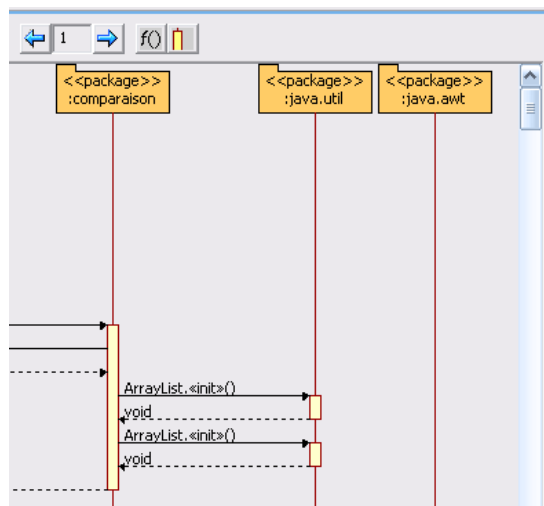 1
f()
<<package>>
:comparaison
<<package>>
:java.util
<<package>>
:java.awt
ArrayList.«init»()
void
ArrayList.«init»()
void